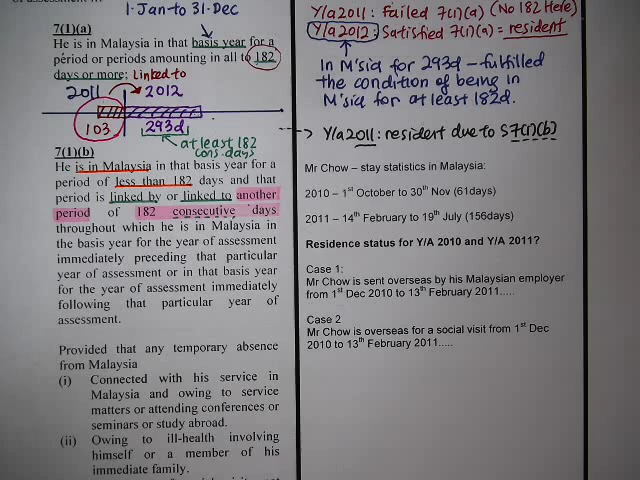 1. Jan to 31. Dec
7(1)(a)
He is in Malaysia in that basis year for a
period or periods amounting in all to 182
days or more;
linked to
2011
2012
103
293d
at least 182
cons. days
7(1)(b)
He is in Malaysia in that basis year for a
period of less than 182 days and that
period is linked by or linked to another
period of 182 consecutive days
throughout which he is in Malaysia in
the basis year for the year of assessment
immediately preceding that particular
year of assessment or in that basis year
for the year of assessment immediately
following that particular year of
assessment.
Provided that any temporary absence
from Malaysia
(i) Connected with his service in
Malaysia and owing to service
matters or attending conferences or
seminars or study abroad.
(ii) Owing to ill-health involving
himself or a member of his
immediate family.
Y/a 2011: Failed 7(1)(a) (No 182 Here)
Y/a 2012: Satisfied 7(1)(a) = resident
In M'sia for 293d – fulfilled
the condition of being in
M'sia for at least 182d.
Y/a 2011: resident due to S7(1)(b)
Mr Chow – stay statistics in Malaysia:
2010 – 1st October to 30th Nov (61days)
2011 – 14th February to 19th July (156days)
Residence status for Y/A 2010 and Y/A 2011?
Case 1:
Mr Chow is sent overseas by his Malaysian employer
from 1st Dec 2010 to 13th February 2011.....
Case 2
Mr Chow is overseas for a social visit from 1st Dec
2010 to 13th February 2011.....